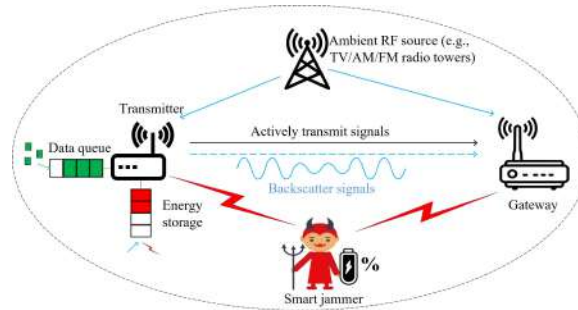 Ambient RF source (e.g.,
TV/AM/FM radio towers)
Transmitter
Data queue
Actively transmit signals
Backscatter signals
Energy
storage
Gateway
%
Smart jammer